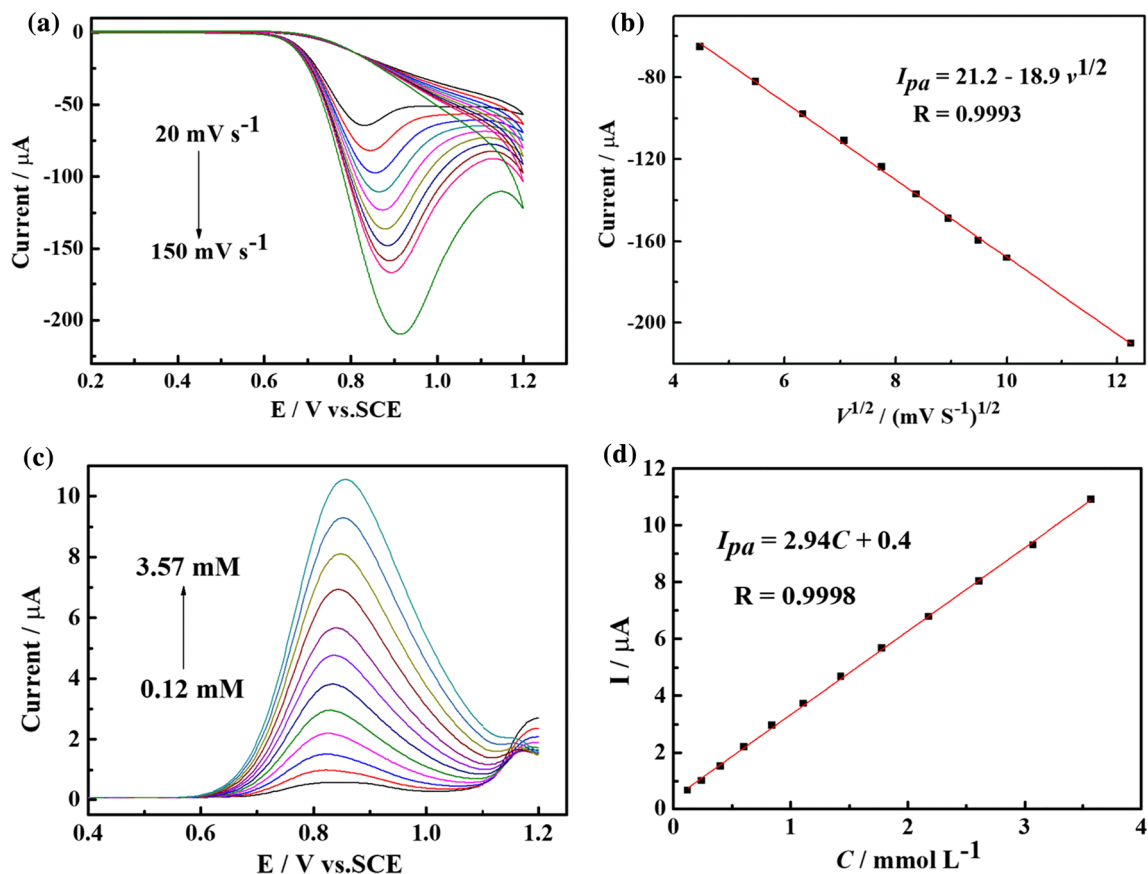 (a)
0
-50
-100
-150
-200
Current / μA
20 mV s⁻¹
150 mV s⁻¹
0.2 0.4 0.6 0.8 1.0 1.2
E / V vs.SCE
(b)
-80
-120
-160
-200
Current / μA
I_pa = 21.2 - 18.9 v^1/2
R = 0.9993
4 6 8 10 12
V^1/2 / (mV S⁻¹)^1/2
(c)
10
8
6
4
2
0
Current / μA
3.57 mM
0.12 mM
0.4 0.6 0.8 1.0 1.2
E / V vs.SCE
(d)
12
10
8
6
4
2
0
I / μA
I_pa = 2.94C + 0.4
R = 0.9998
0 1 2 3 4
C / mmol L⁻¹